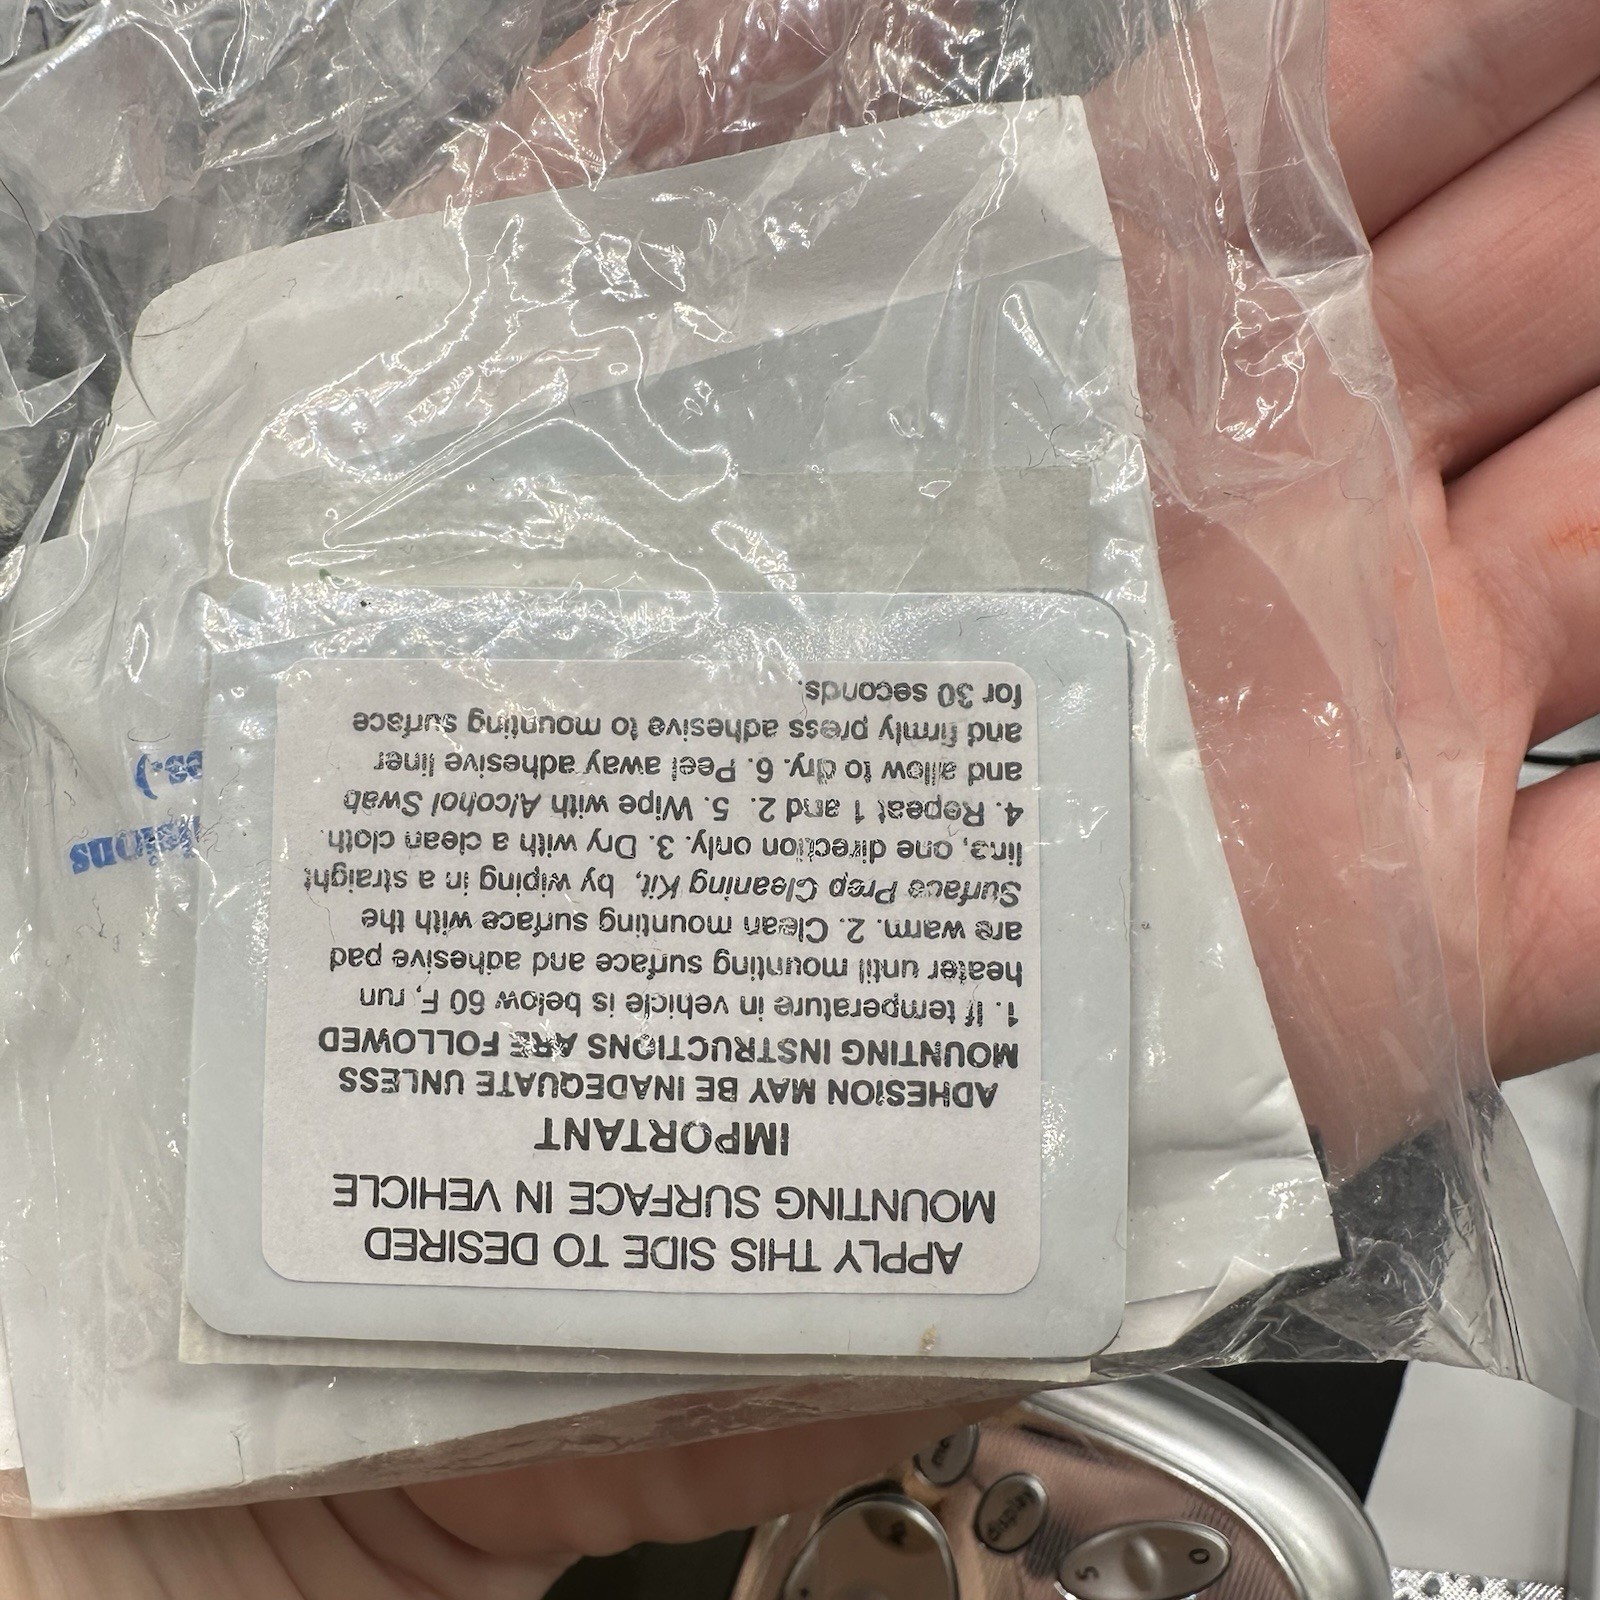 APPLY THIS SIDE TO DESIRED
MOUNTING SURFACE IN VEHICLE
IMPORTANT
ADHESION MAY BE INADEQUATE UNLESS
MOUNTING INSTRUCTIONS ARE FOLLOWED
1. If temperature in vehicle is below 60 F, run
heater until mounting surface and adhesive pad
are warm. 2. Clean mounting surface with the
Surface Prep Cleaning Kit, by wiping in a straight
line, one direction only. 3. Dry with a clean cloth.
4. Repeat 1 and 2. 5. Wipe with Alcohol Swab
and allow to dry. 6. Peel away adhesive liner
and firmly press adhesive to mounting surface
for 30 seconds.
es.)
display
5 0